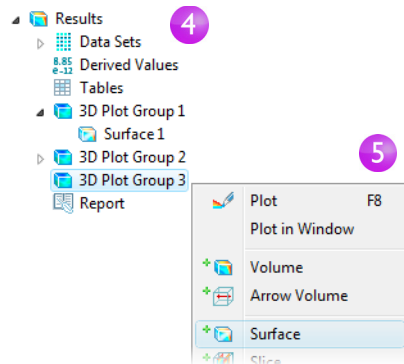 Results
4
Data Sets
8.85
e-12 Derived Values
Tables
3D Plot Group 1
Surface 1
3D Plot Group 2
5
3D Plot Group 3
Report
Plot F8
Plot in Window
Volume
Arrow Volume
Surface
Slice